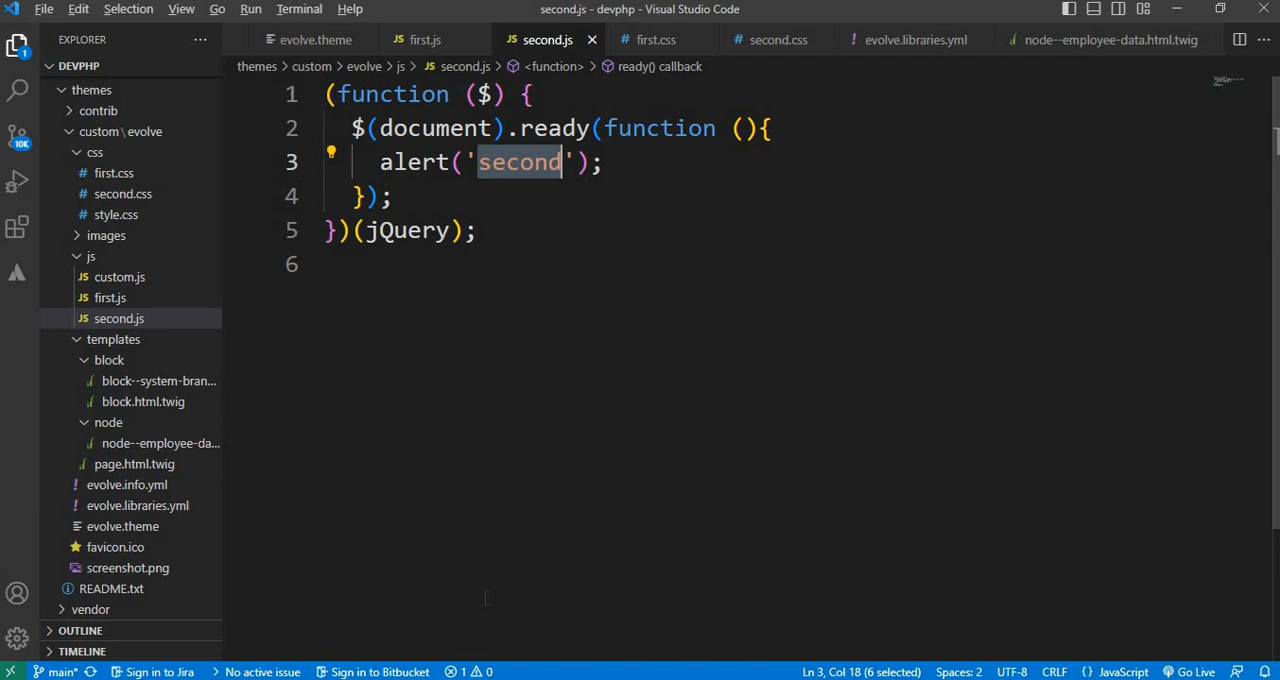 File Edit Selection View Go Run Terminal Help second.js - devphp - Visual Studio Code
EXPLORER ...
evolve.theme JS first.js JS second.js # first.css # second.css ! evolve.libraries.yml node--employee-data.html.twig ...
DEVPHP
themes > custom > evolve > js > JS second.js > <function> > ready() callback
themes
contrib
custom \ evolve
css
# first.css
# second.css
# style.css
images
js
JS custom.js
JS first.js
JS second.js
templates
block
block--system-bran...
block.html.twig
node
node--employee-da...
page.html.twig
! evolve.info.yml
! evolve.libraries.yml
evolve.theme
favicon.ico
screenshot.png
README.txt
vendor
OUTLINE
TIMELINE
1
10K
1 (function ($) {
2 $(document).ready(function (){
3 alert('second');
4 });
5 })(jQuery);
6
main* Sign in to Jira No active issue Sign in to Bitbucket 1 0 Ln 3, Col 18 (6 selected) Spaces: 2 UTF-8 CRLF { } JavaScript Go Live